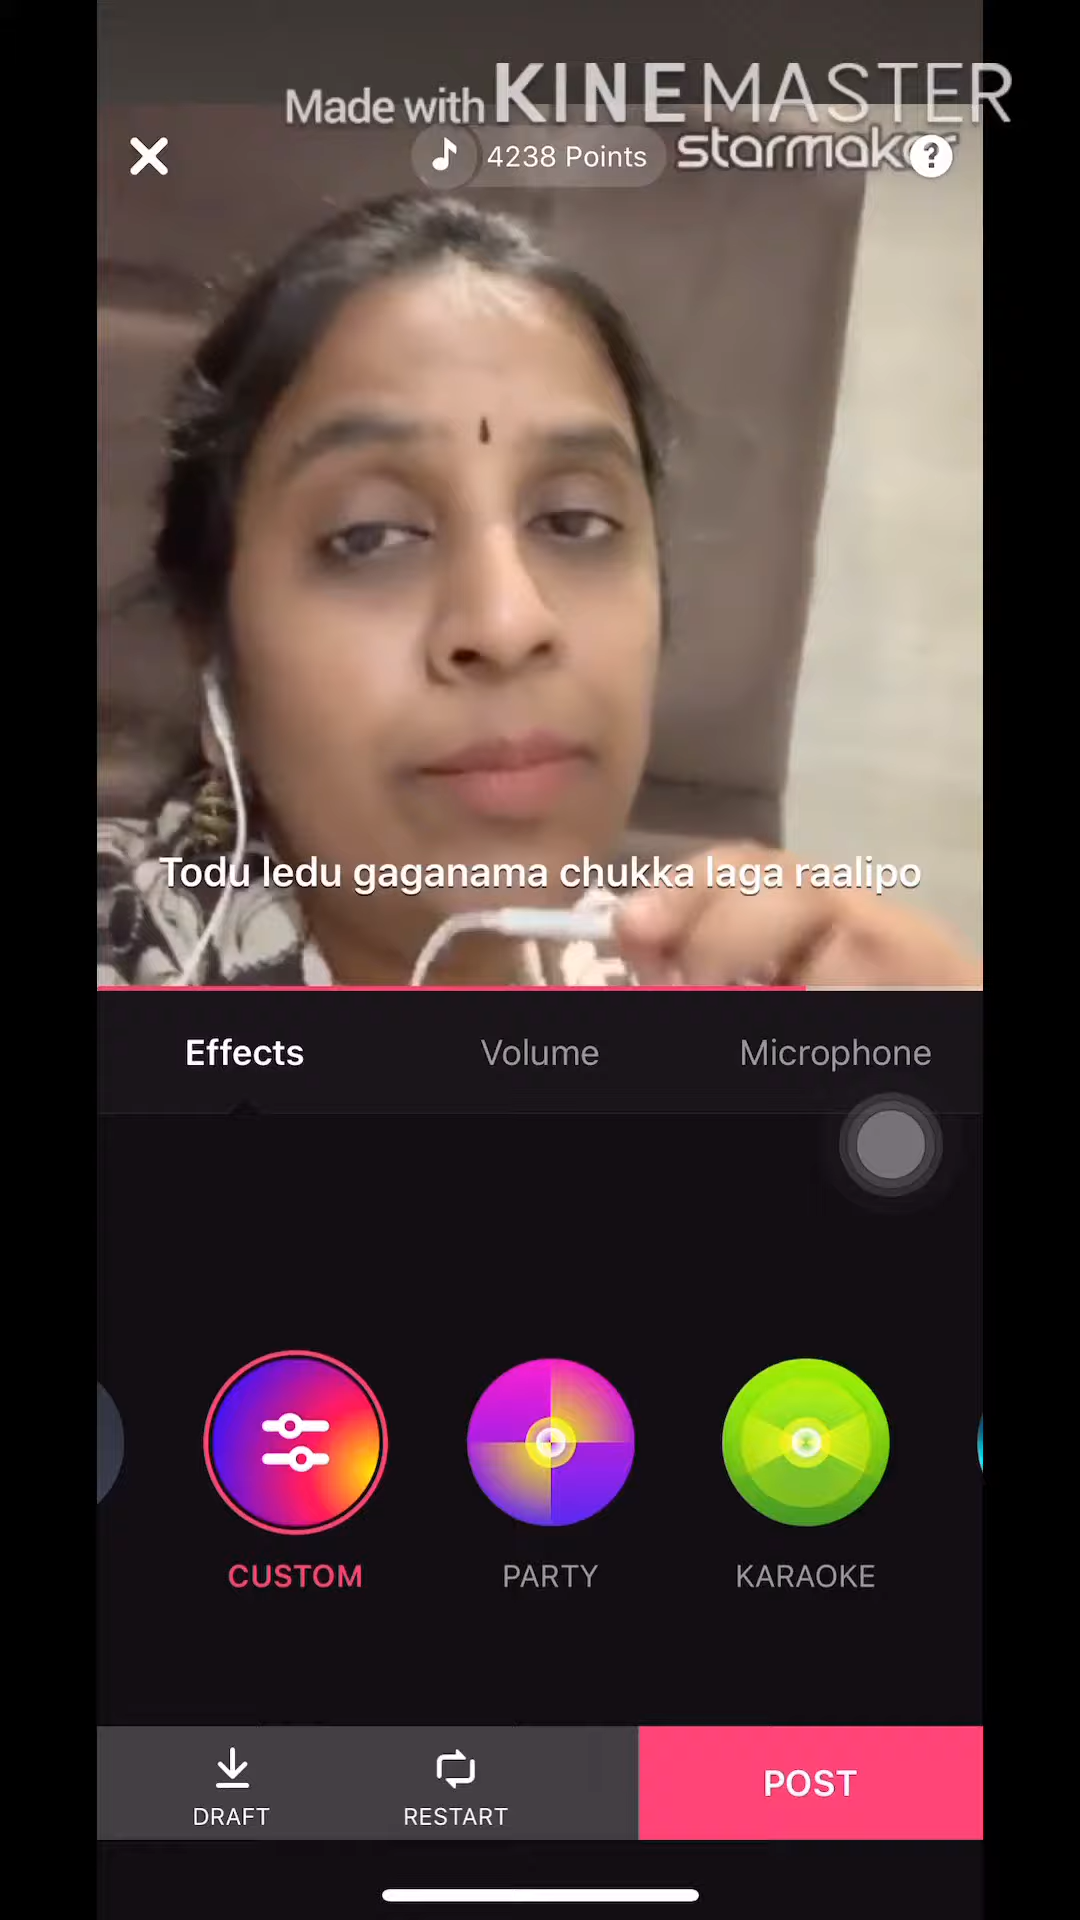 Made with KINEMASTER
4238 Points
starmaker
?
Todu ledu gaganama chukka laga raalipo
Effects
Volume
Microphone
CUSTOM
PARTY
KARAOKE
DRAFT
RESTART
POST